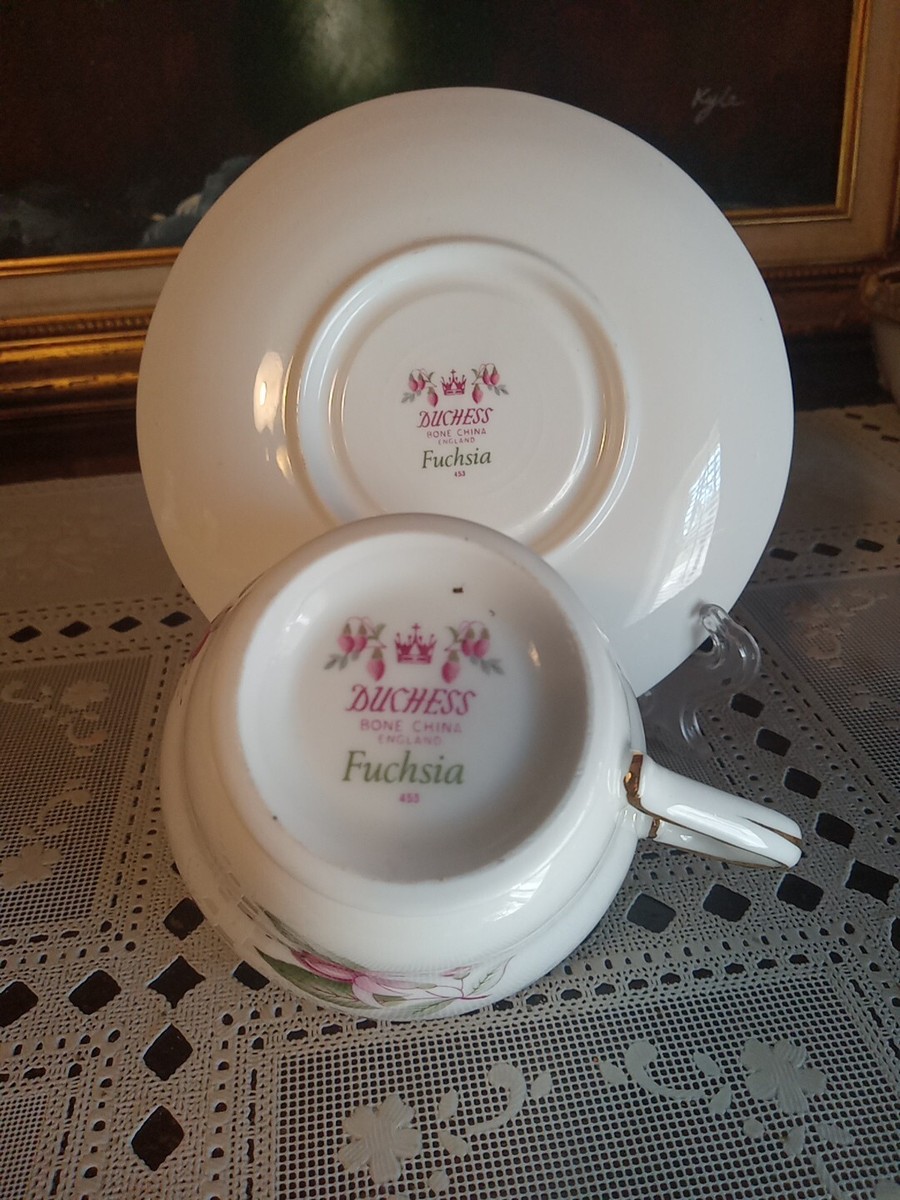 Kyle
DUCHESS
BONE CHINA
ENGLAND
Fuchsia
453
DUCHESS
BONE CHINA
ENGLAND
Fuchsia
453